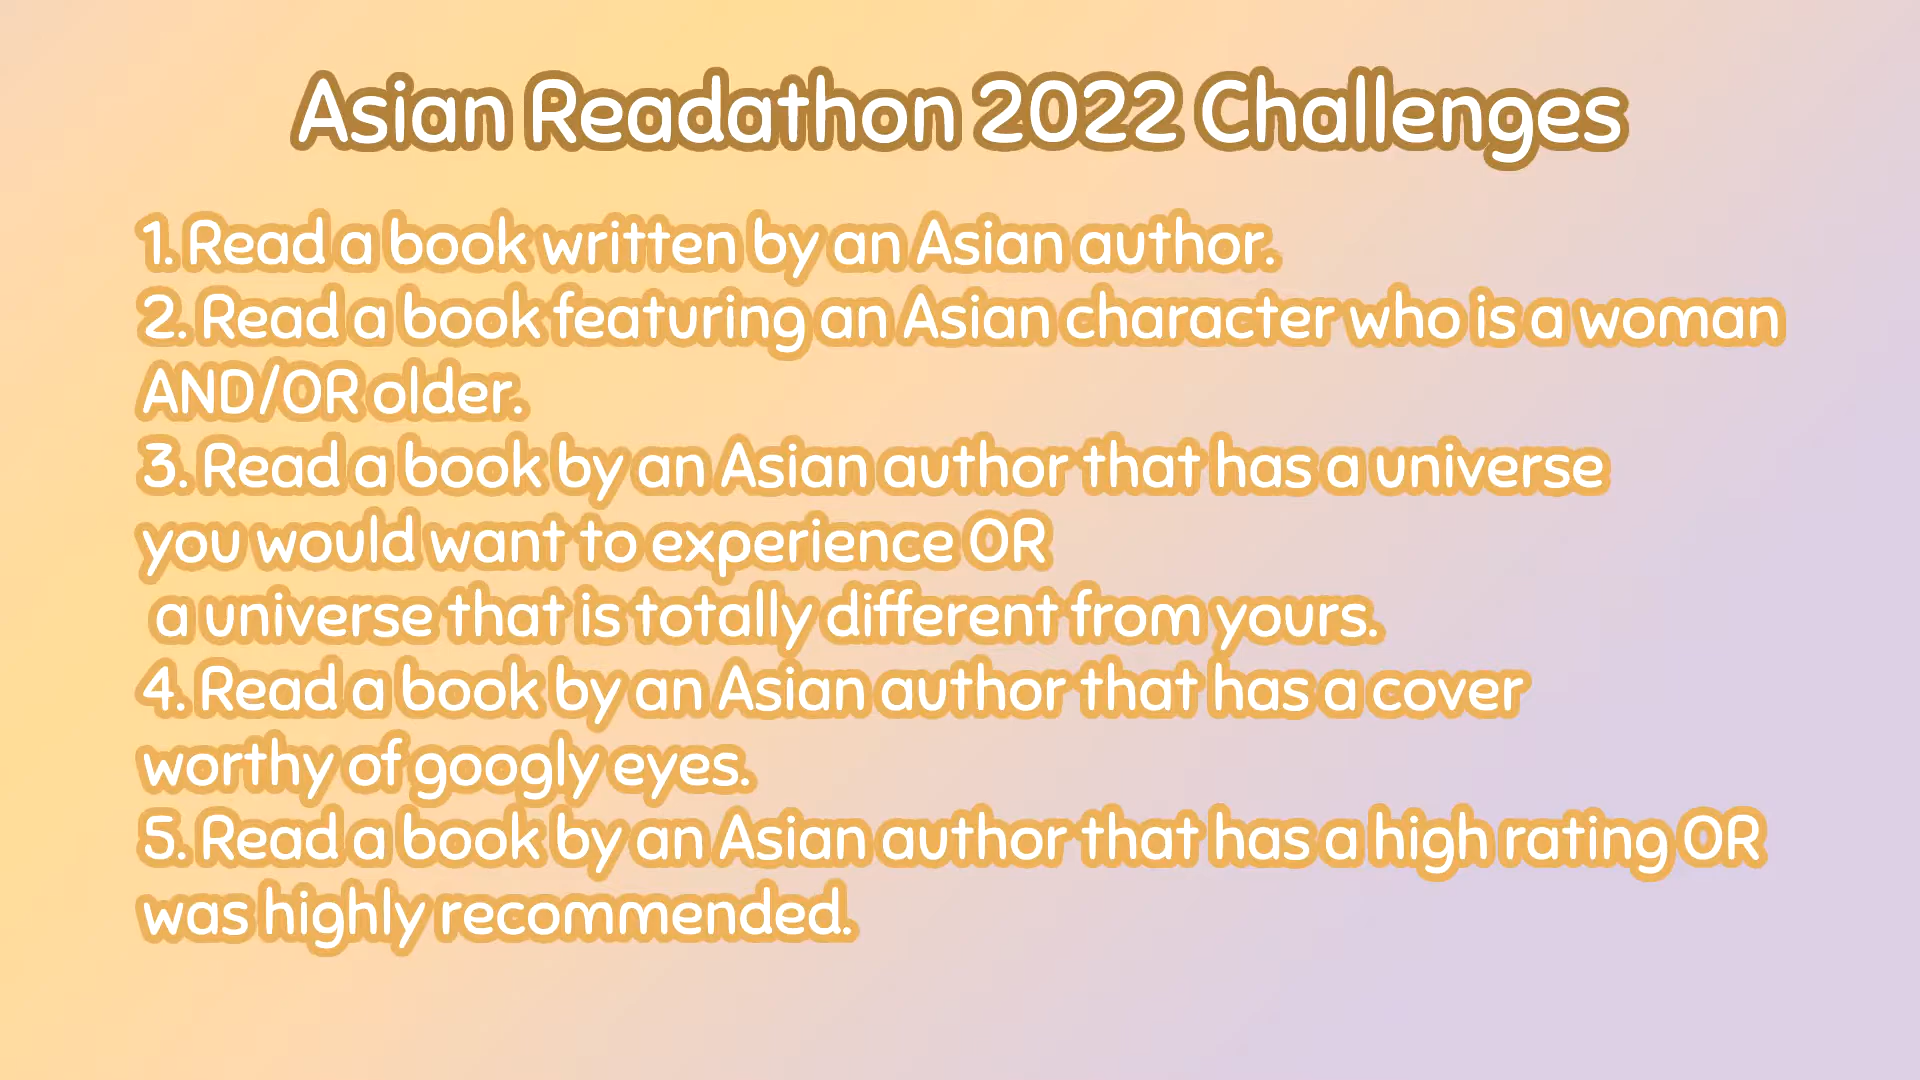 Asian Readathon 2022 Challenges
1. Read a book written by an Asian author.
2. Read a book featuring an Asian character who is a woman
AND/OR older.
3. Read a book by an Asian author that has a universe
you would want to experience OR
a universe that is totally different from yours.
4. Read a book by an Asian author that has a cover
worthy of googly eyes.
5. Read a book by an Asian author that has a high rating OR
was highly recommended.